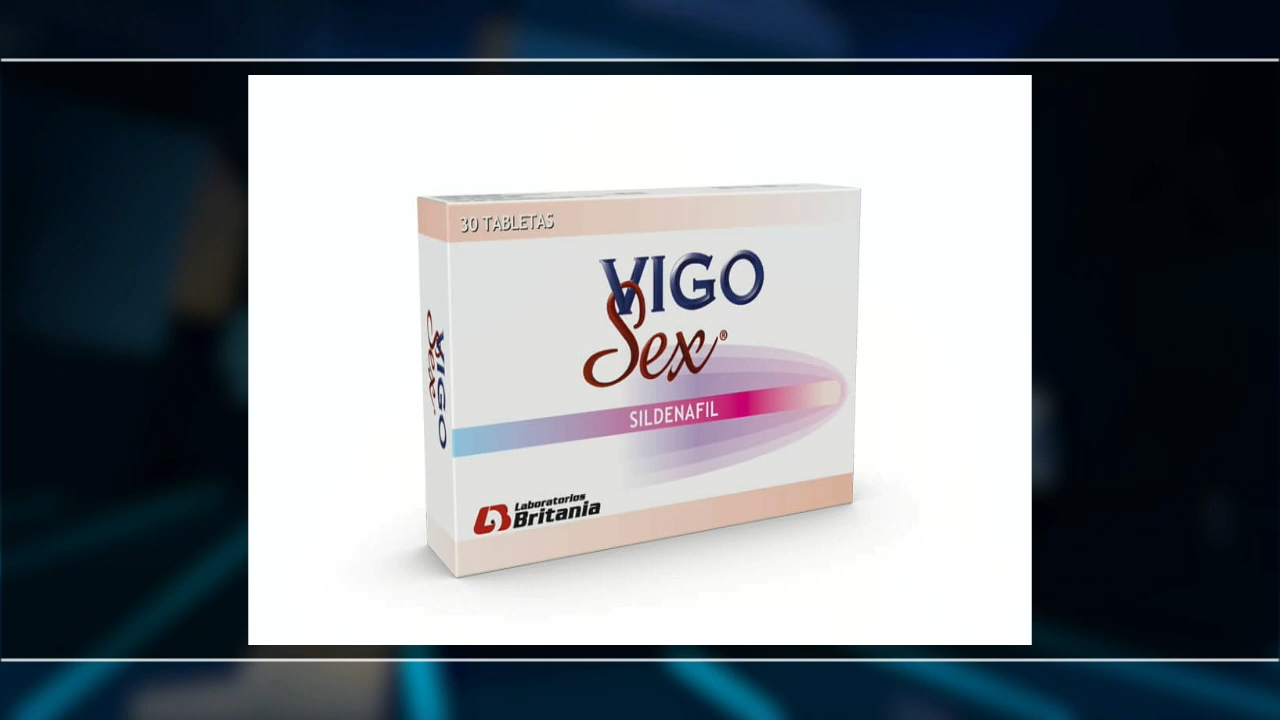 30 TABLETAS
VIGO
Sex®
SILDENAFIL
Laboratorios
Britania
VIGO
Sex